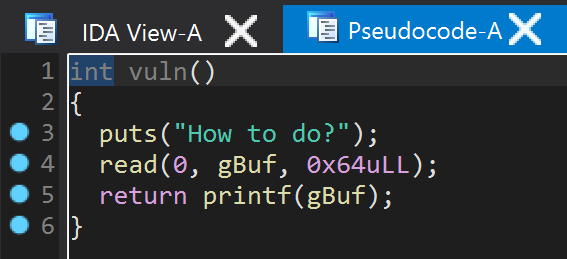 IDA View-A Pseudocode-A
1 int vuln()
2 {
3 puts("How to do?");
4 read(0, gBuf, 0x64uLL);
5 return printf(gBuf);
6 }